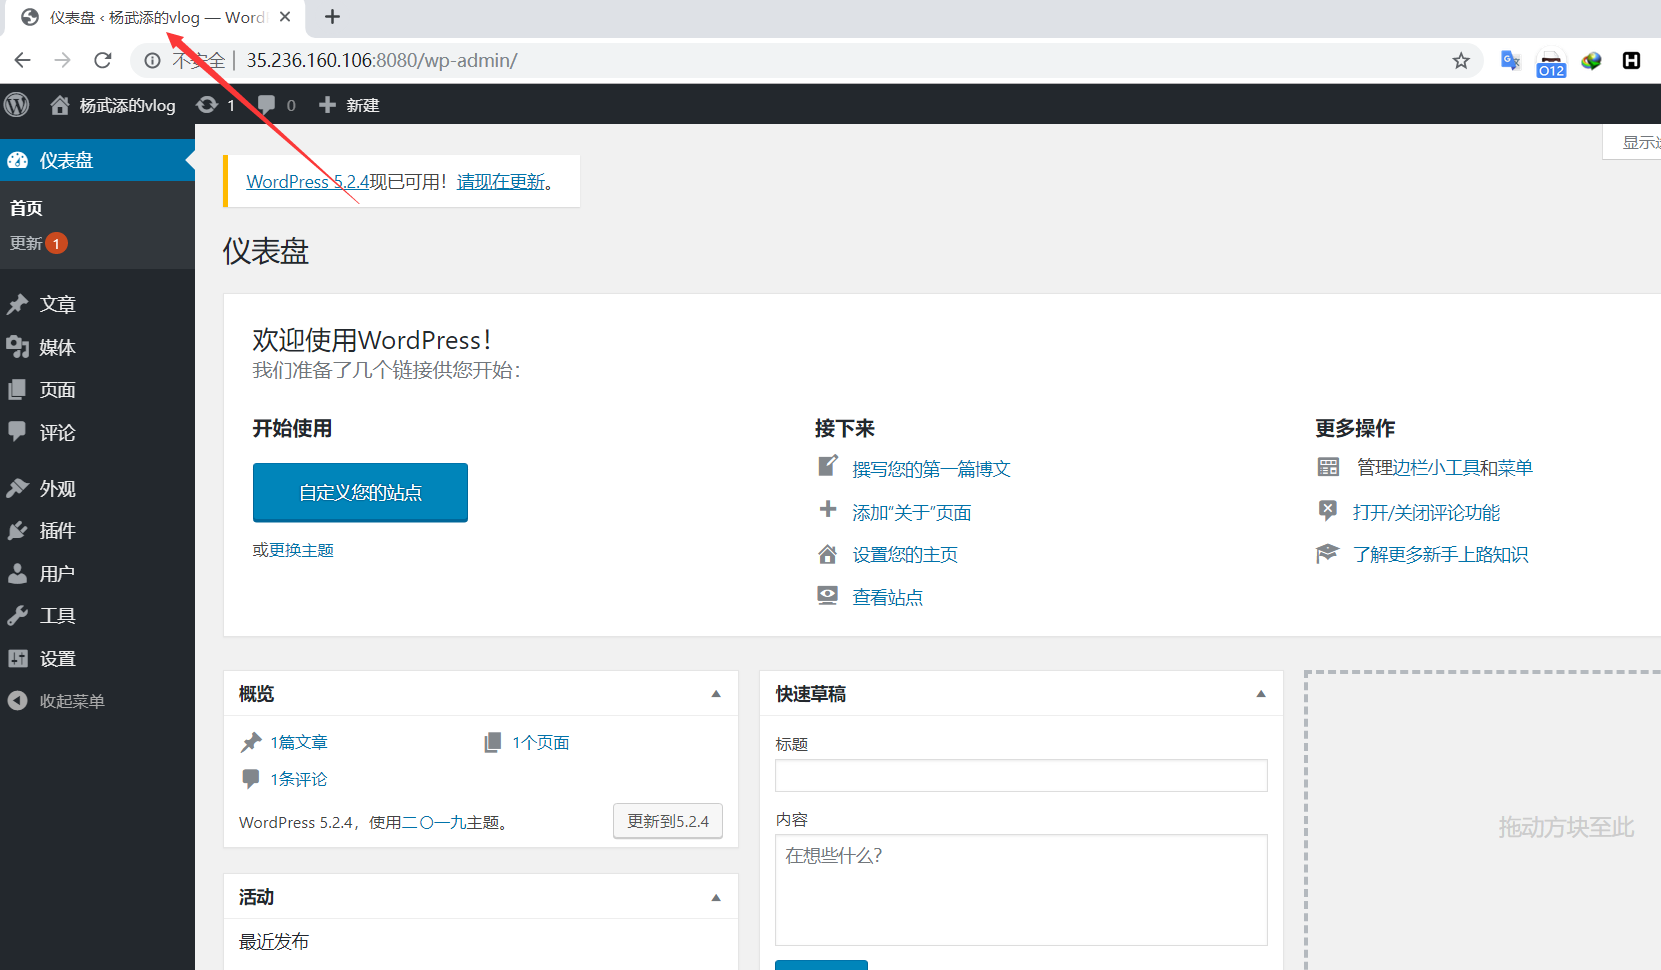 仪表盘 ‹ 杨武添的vlog — Word
不安全 | 35.236.160.106:8080/wp-admin/
O12
杨武添的vlog 1 0 新建
显示
仪表盘
首页
更新 1
文章
媒体
页面
评论
外观
插件
用户
工具
设置
收起菜单
WordPress 5.2.4现已可用！请现在更新。
仪表盘
欢迎使用WordPress！
我们准备了几个链接供您开始：
开始使用
自定义您的站点
或更换主题
接下来
撰写您的第一篇博文
添加“关于”页面
设置您的主页
查看站点
更多操作
管理边栏小工具和菜单
打开/关闭评论功能
了解更多新手上路知识
概览
1篇文章 1个页面
1条评论
WordPress 5.2.4，使用二〇一九主题。 更新到5.2.4
活动
最近发布
快速草稿
标题
内容
在想些什么？
拖动方块至此